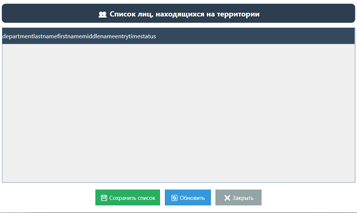 Список лиц, находящихся на территории
departmentlastnamefirstnamemiddlenameentrytimestatus
Сохранить список Обновить Закрыть